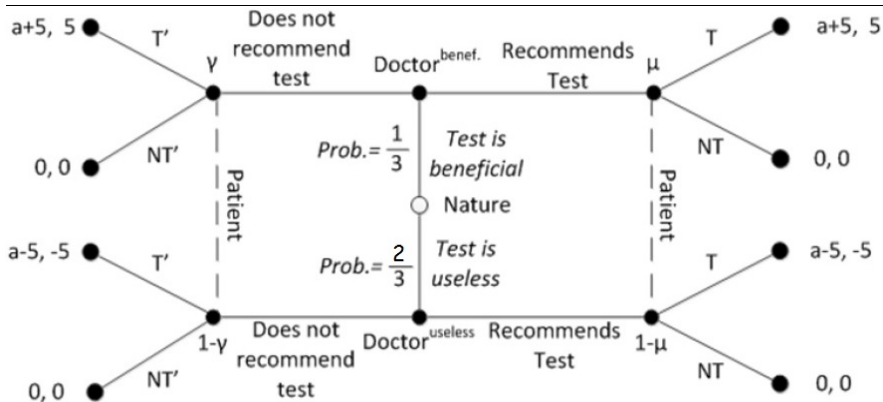 a+5, 5
T’
Does not
recommend
test
γ
Doctor^benef.
Recommends
Test
μ
T
a+5, 5
0, 0
NT’
Prob.= 1/3
Test is
beneficial
NT
0, 0
Patient
Nature
Patient
a-5, -5
T’
Prob.= 2/3
Test is
useless
T
a-5, -5
1-γ
Does not
recommend
test
Doctor^useless
Recommends
Test
1-μ
0, 0
NT’
NT
0, 0